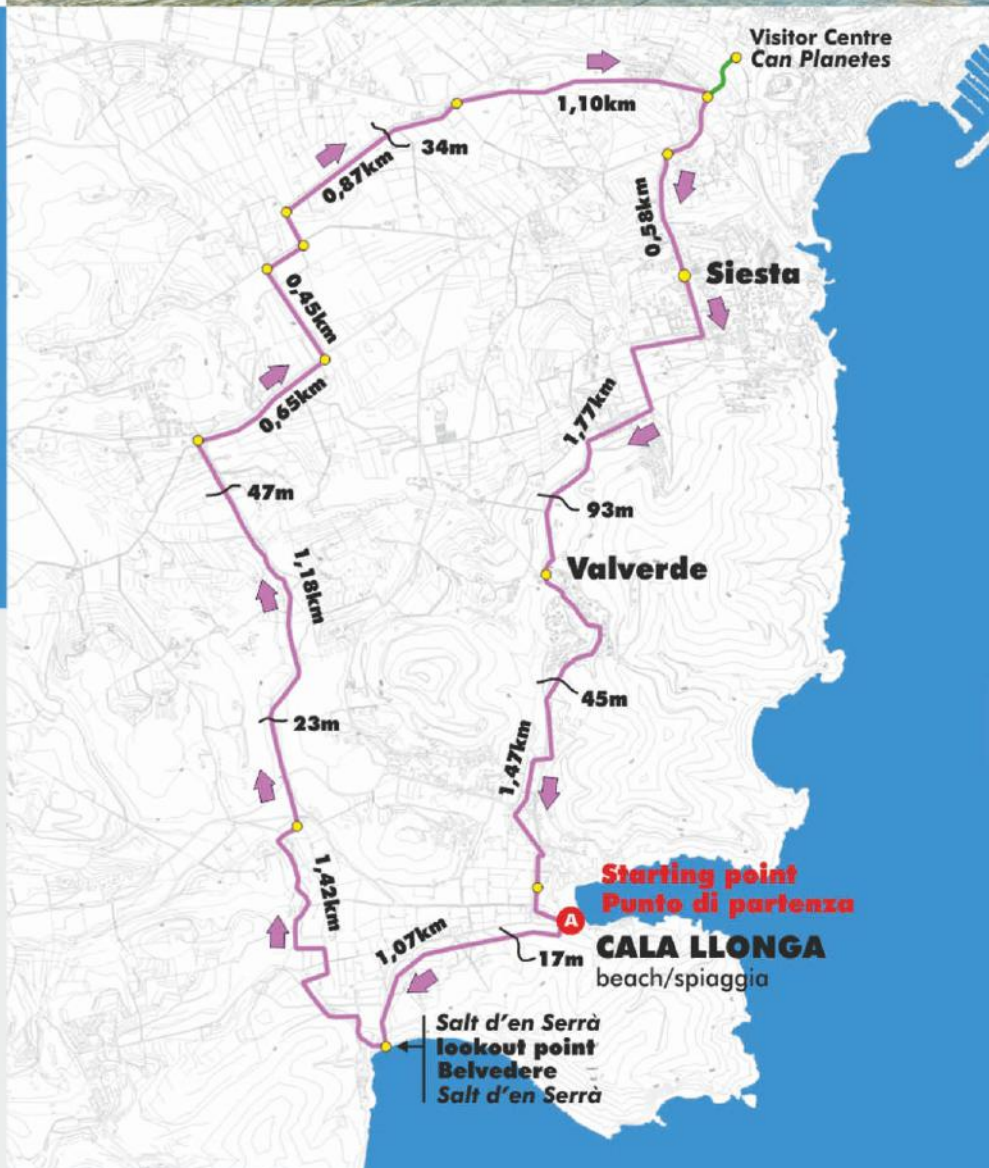 Visitor Centre
Can Planetes
1,10km
34m
0,87km
0,58km
Siesta
0,45km
0,65km
1,77km
47m
93m
Valverde
1,18km
45m
23m
1,47km
Starting point
Punto di partenza
A
1,42km
1,07km
CALA LLONGA
17m
beach/spiaggia
Salt d'en Serrà
lookout point
Belvedere
Salt d'en Serrà